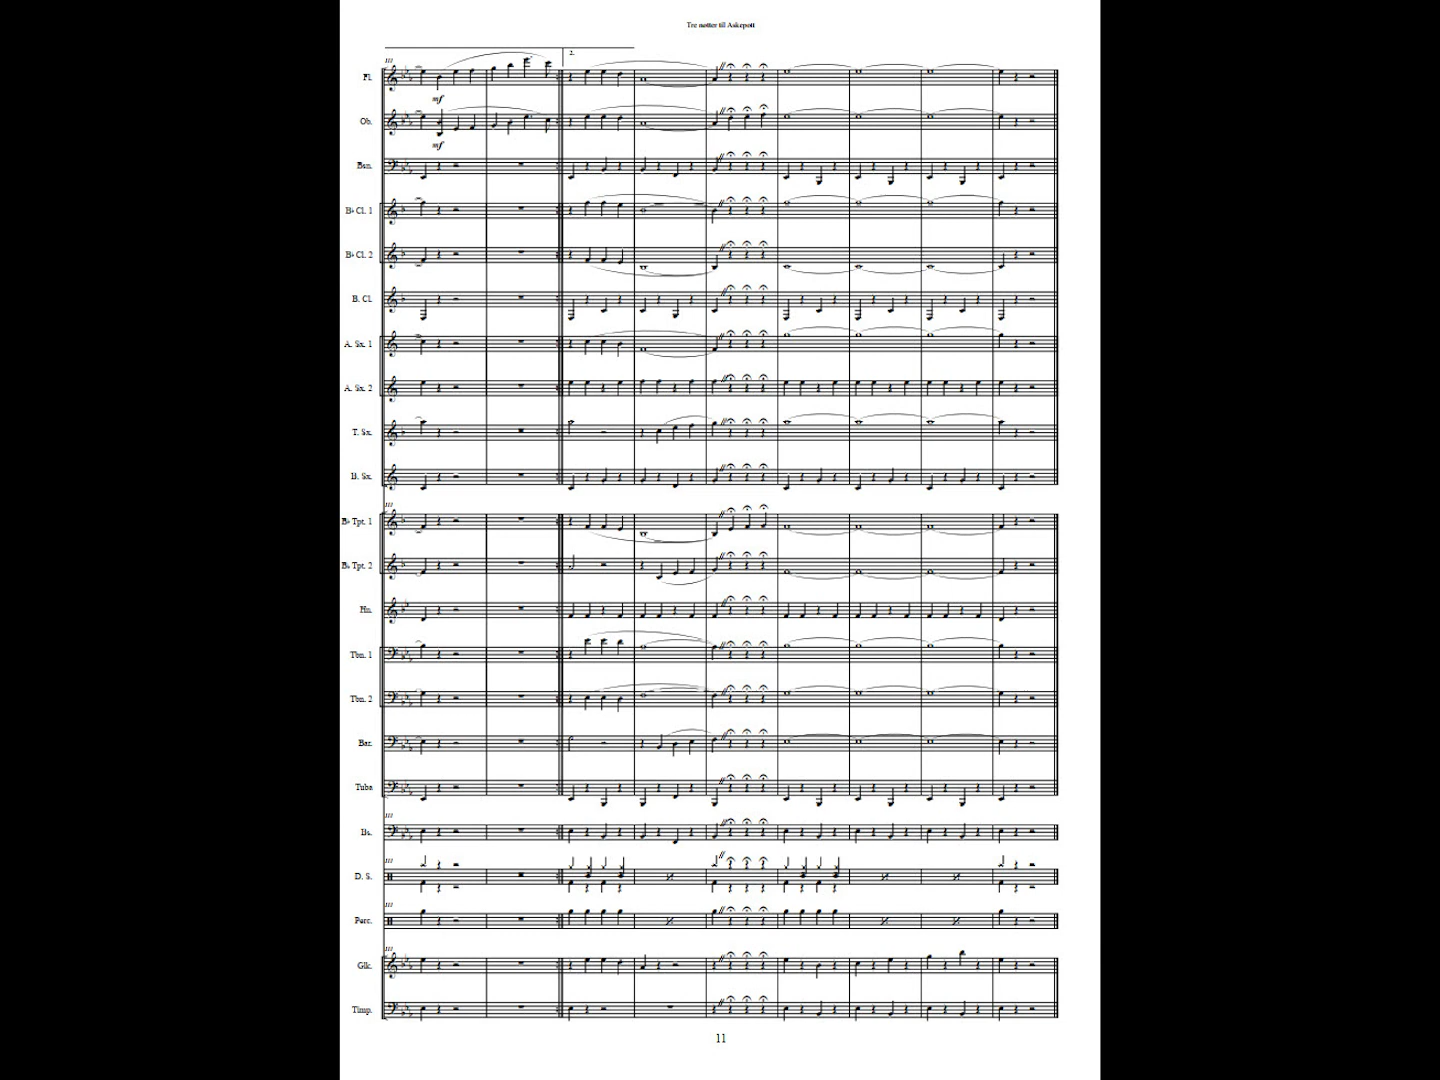 Tre nøtter til Askepott
2.
111
Fl.
mf
Ob.
mf
Bsn.
B♭ Cl. 1
B♭ Cl. 2
B. Cl.
A. Sx. 1
A. Sx. 2
T. Sx.
B. Sx.
111
B♭ Tpt. 1
B♭ Tpt. 2
Hn.
Tbn. 1
Tbn. 2
Bar.
Tuba
111
Bs.
111
D. S.
111
Perc.
111
Glk.
Timp.
11